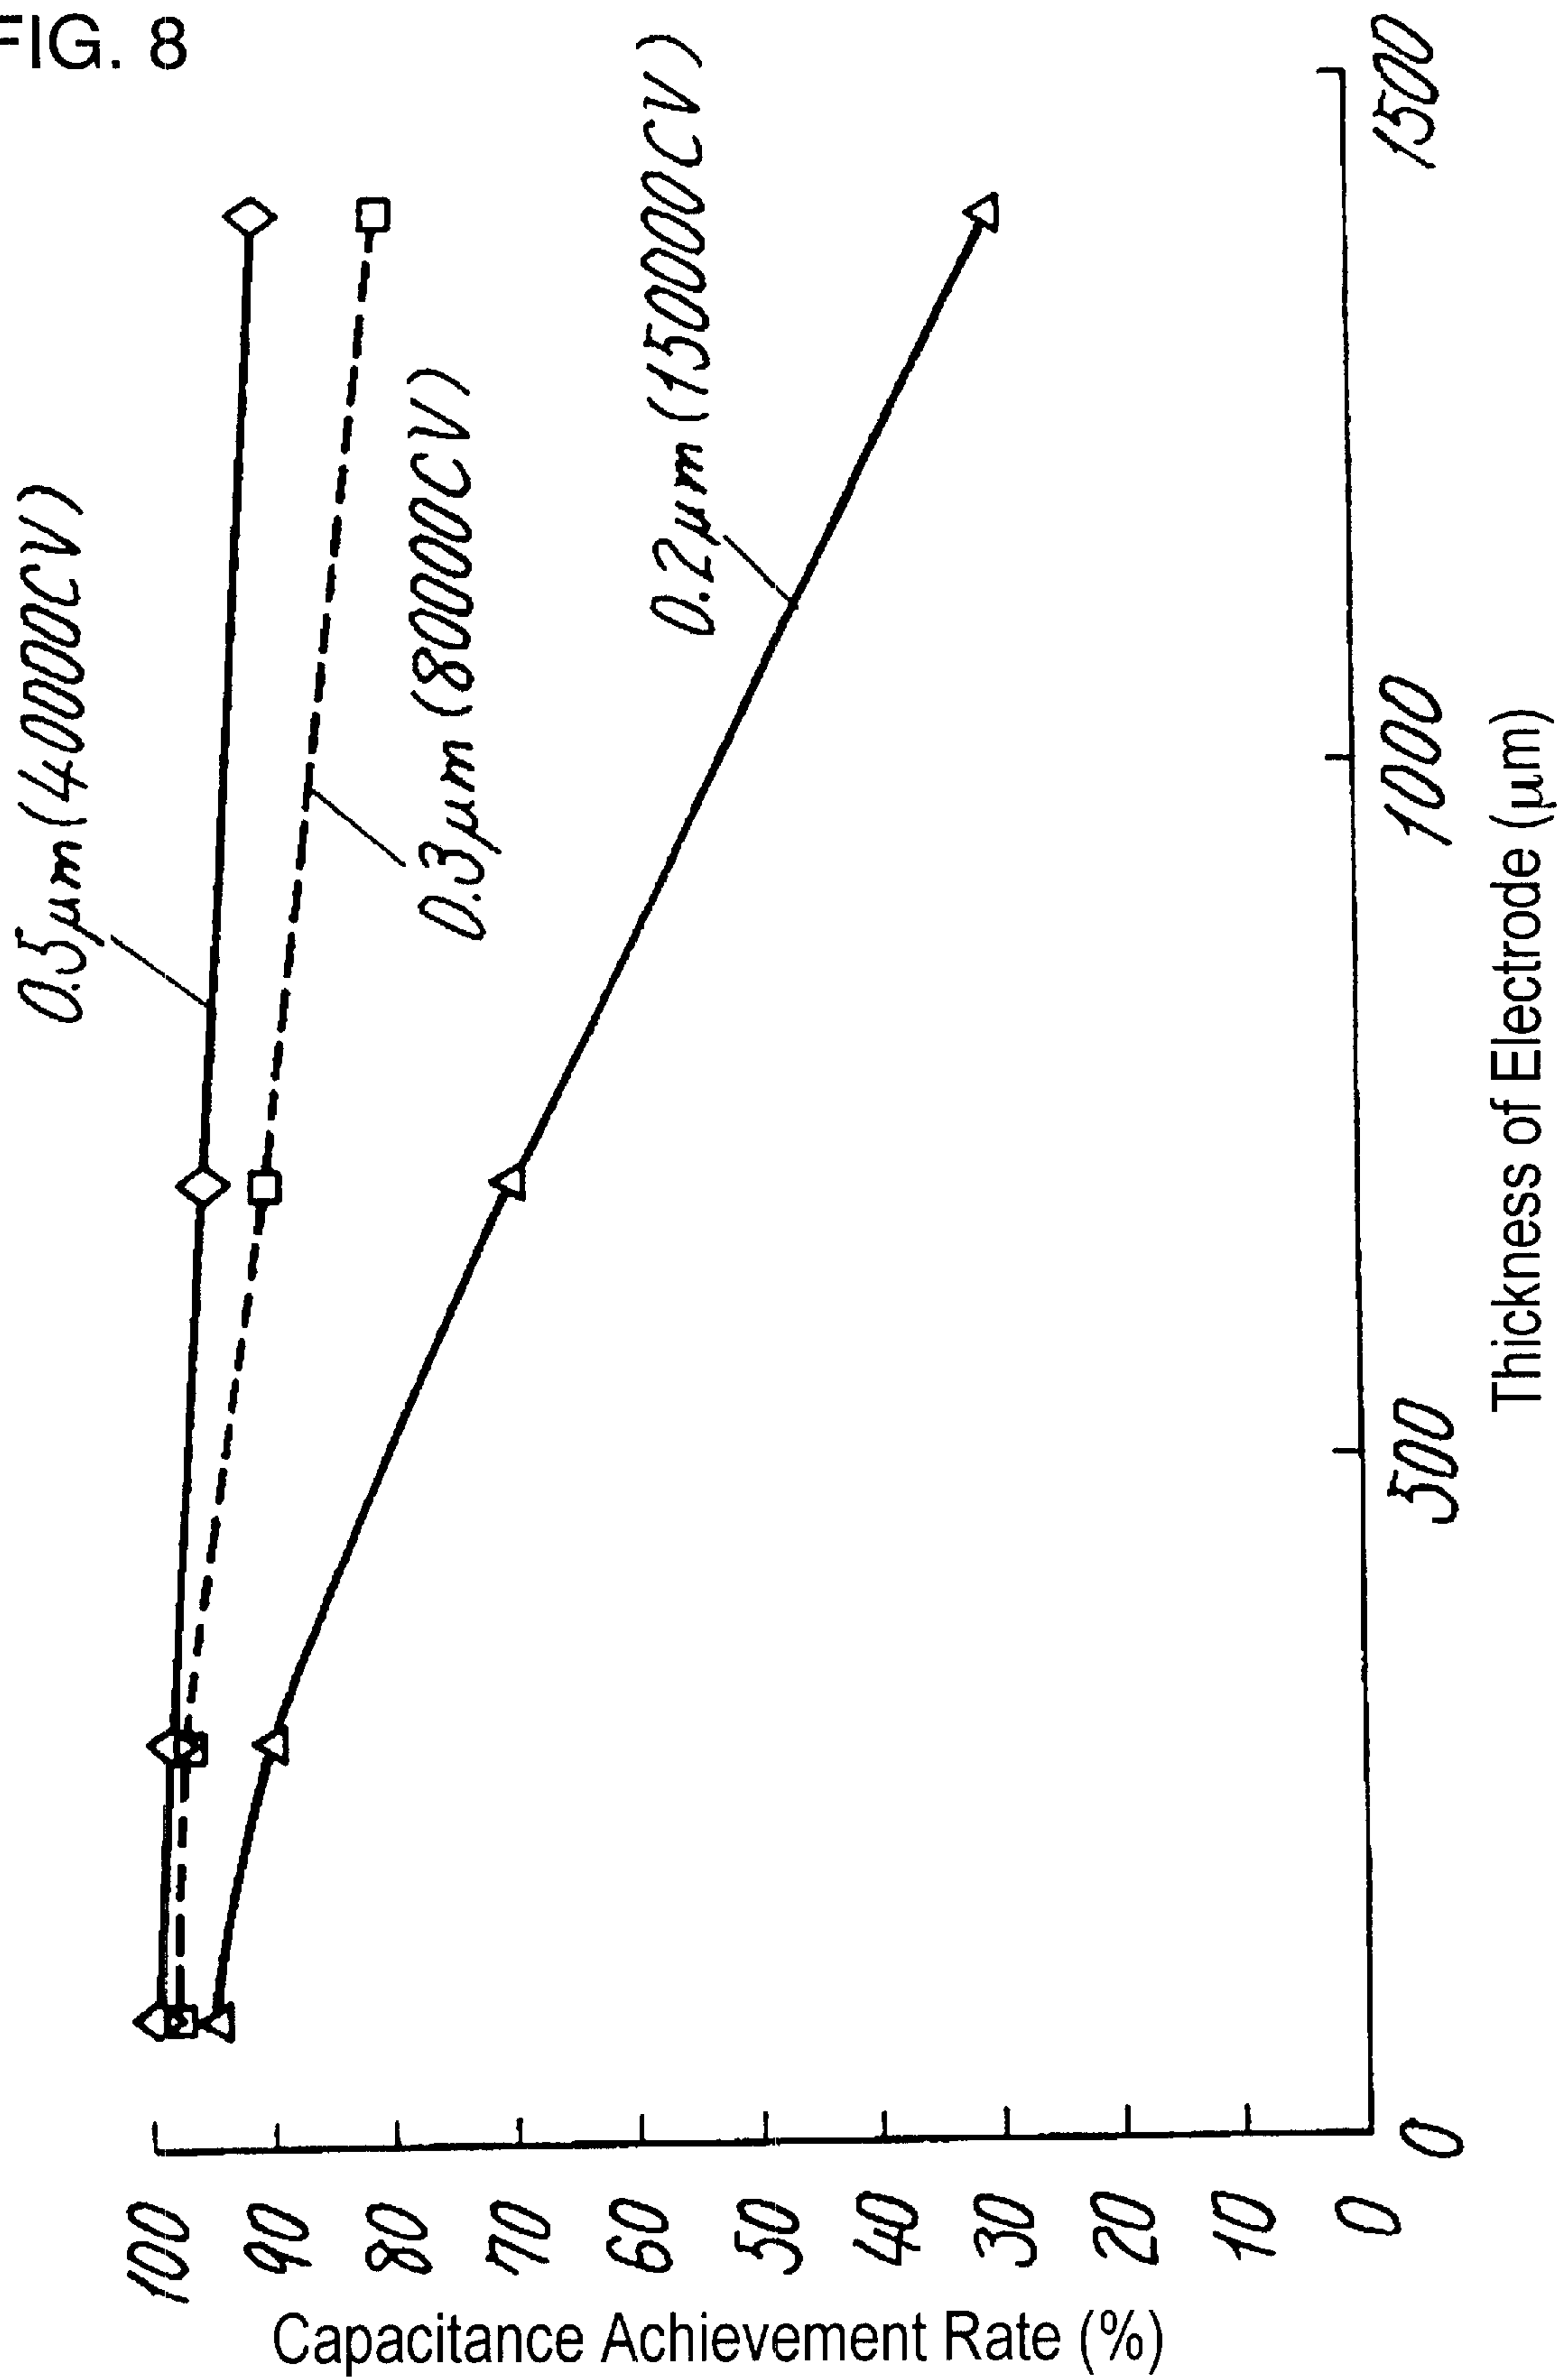 FIG. 8
0.5μm (40000CV)
0.3μm (80000CV)
0.2μm (150000CV)
100
90
80
70
60
50
40
30
20
10
0
0
500
1000
1500
Capacitance Achievement Rate (%)
Thickness of Electrode (μm)